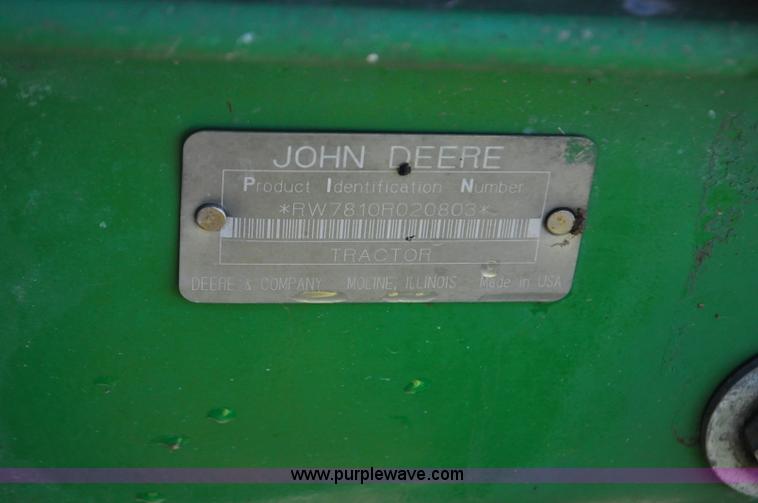 JOHN DEERE
Product Identification Number
*RW7810R020803*
TRACTOR
DEERE & COMPANY MOLINE, ILLINOIS Made in USA
www.purplewave.com